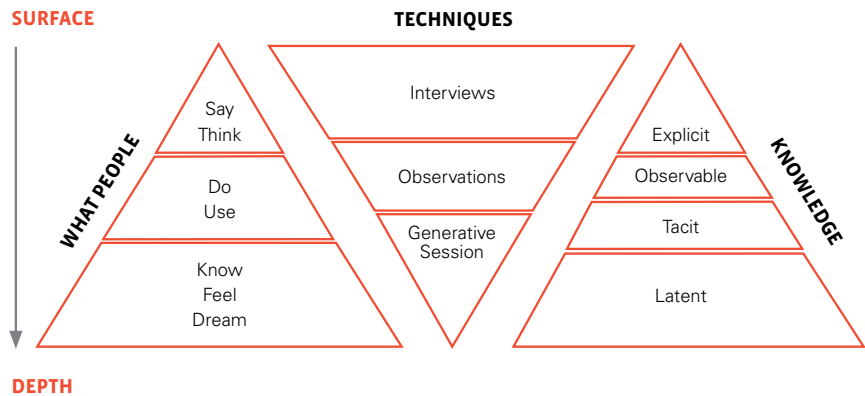 SURFACE
TECHNIQUES
WHAT PEOPLE
Say
Think
Do
Use
Know
Feel
Dream
Interviews
Observations
Generative
Session
Explicit
Observable
Tacit
Latent
KNOWLEDGE
DEPTH